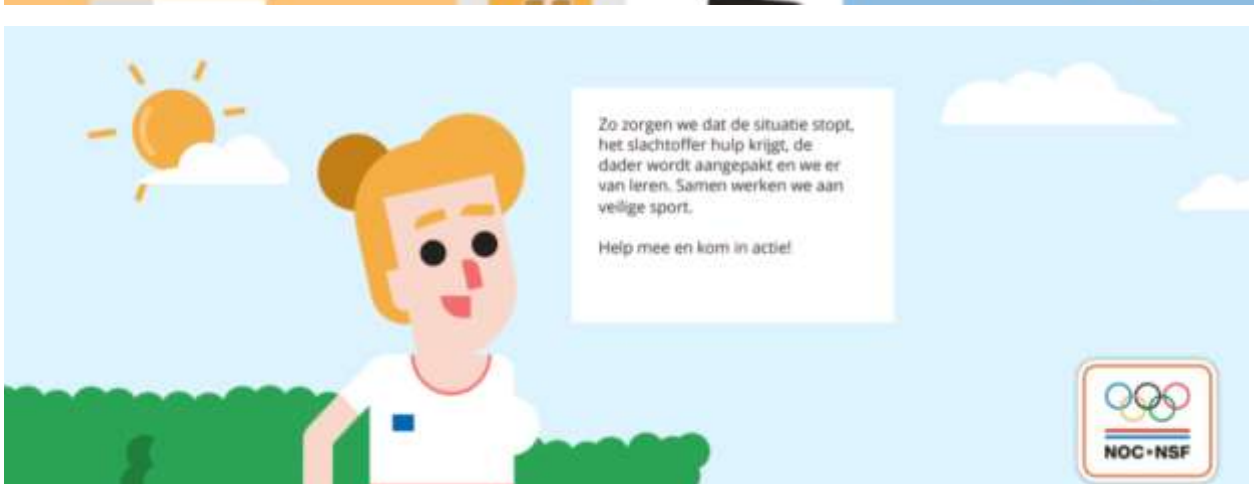 Zo zorgen we dat de situatie stopt,
het slachtoffer hulp krijgt, de
dader wordt aangepakt en we er
van leren. Samen werken we aan
veilige sport.
Help mee en kom in actie!
NOC*NSF